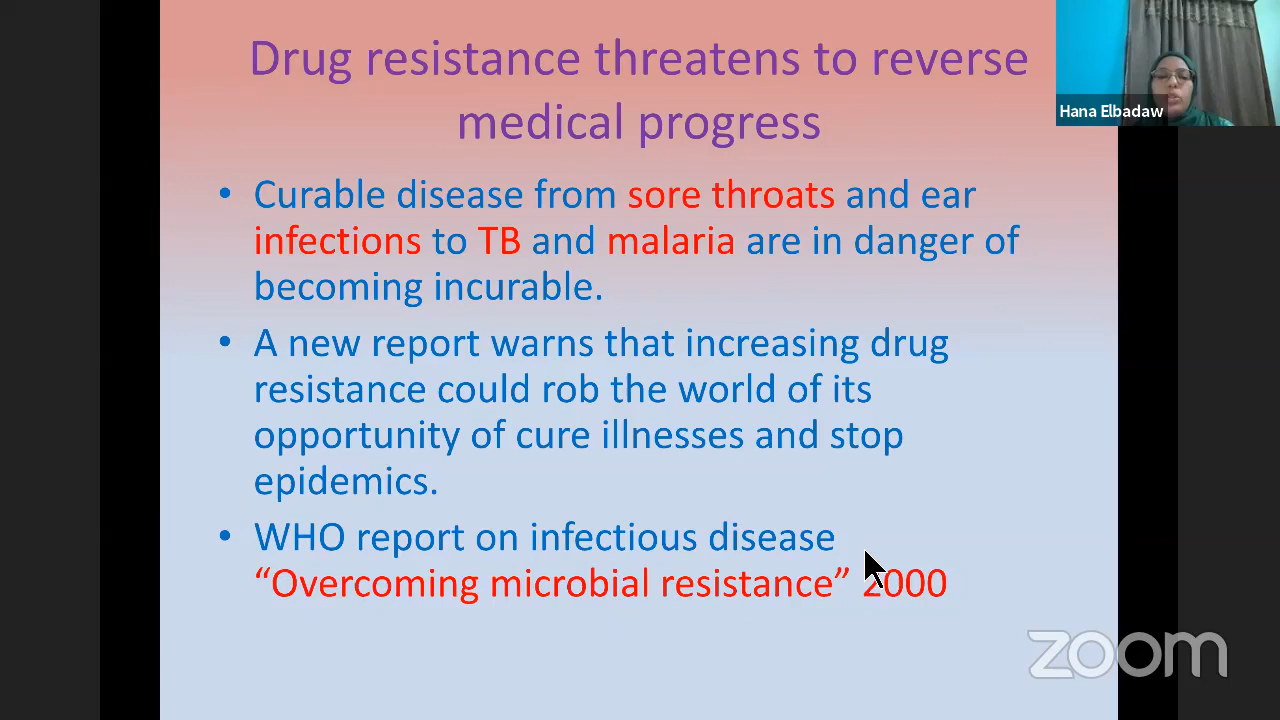 Drug resistance threatens to reverse
medical progress
Hana Elbadaw
• Curable disease from sore throats and ear
infections to TB and malaria are in danger of
becoming incurable.
• A new report warns that increasing drug
resistance could rob the world of its
opportunity of cure illnesses and stop
epidemics.
• WHO report on infectious disease
“Overcoming microbial resistance” 2000
zoom